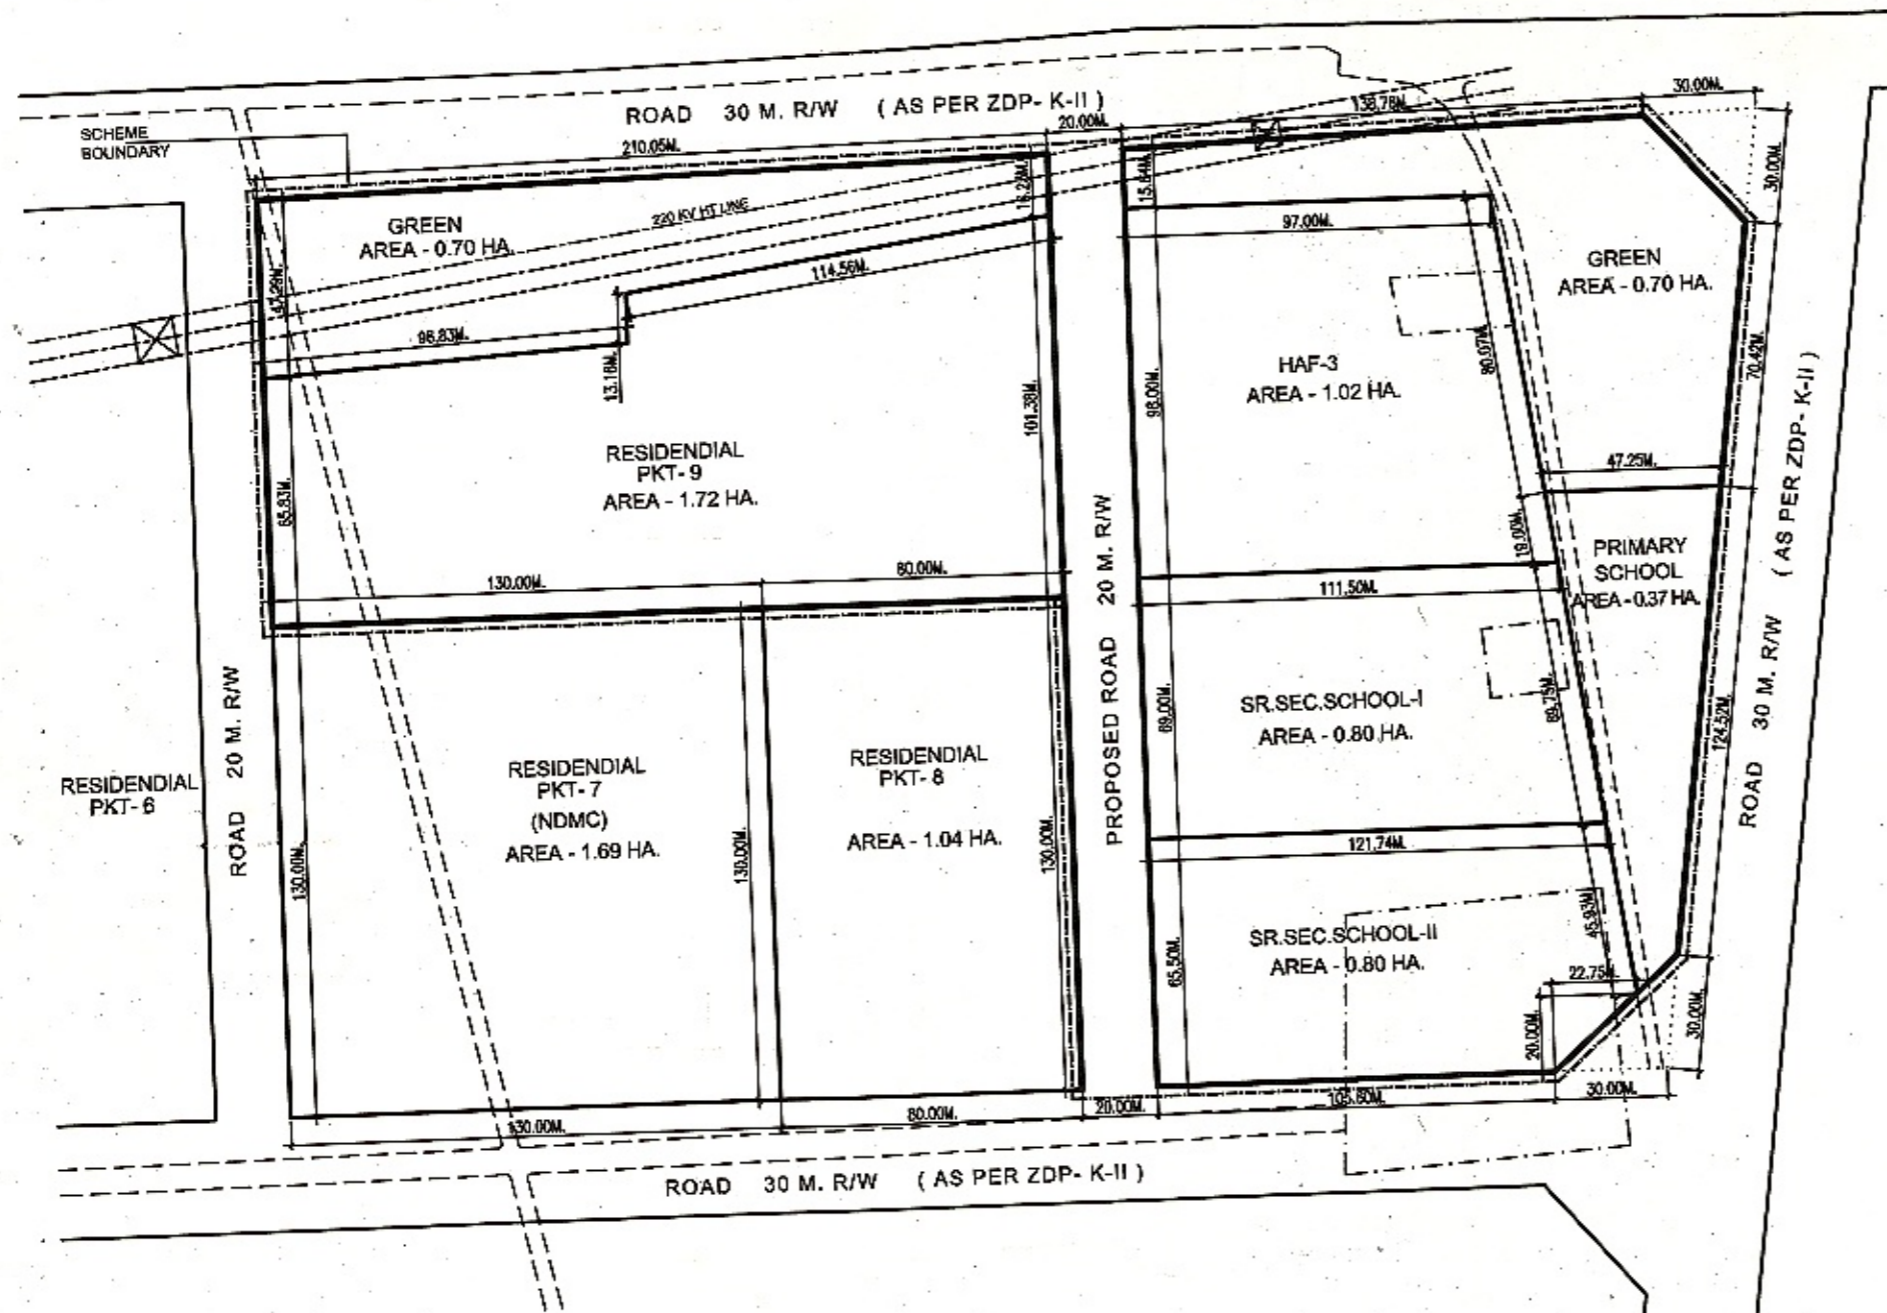 ROAD 30 M. R/W ( AS PER ZDP- K-II )
SCHEME
BOUNDARY
210.05M.
20.00M.
138.78M.
30.00M.
30.00M.
GREEN
AREA - 0.70 HA.
220 KV HT LINE
47.29M.
98.83M.
13.16M.
114.56M.
15.64M.
97.00M.
GREEN
AREA - 0.70 HA.
HAF-3
AREA - 1.02 HA.
80.07M.
70.42M.
RESIDENDIAL
PKT- 9
AREA - 1.72 HA.
65.83M.
101.38M.
98.00M.
47.25M.
19.00M.
PRIMARY
SCHOOL
AREA - 0.37 HA.
130.00M.
80.00M.
111.50M.
ROAD 20 M. R/W
PROPOSED ROAD 20 M. R/W
ROAD 30 M. R/W ( AS PER ZDP- K-II )
RESIDENDIAL
PKT- 6
RESIDENDIAL
PKT- 7
(NDMC)
AREA - 1.69 HA.
RESIDENDIAL
PKT- 8
AREA - 1.04 HA.
SR.SEC.SCHOOL-I
AREA - 0.80 HA.
69.00M.
89.75M.
124.52M.
121.74M.
130.00M.
130.00M.
130.00M.
SR.SEC.SCHOOL-II
AREA - 0.80 HA.
65.50M.
45.93M.
22.75M.
20.00M.
30.00M.
130.00M.
80.00M.
20.00M.
105.60M.
30.00M.
ROAD 30 M. R/W ( AS PER ZDP- K-II )